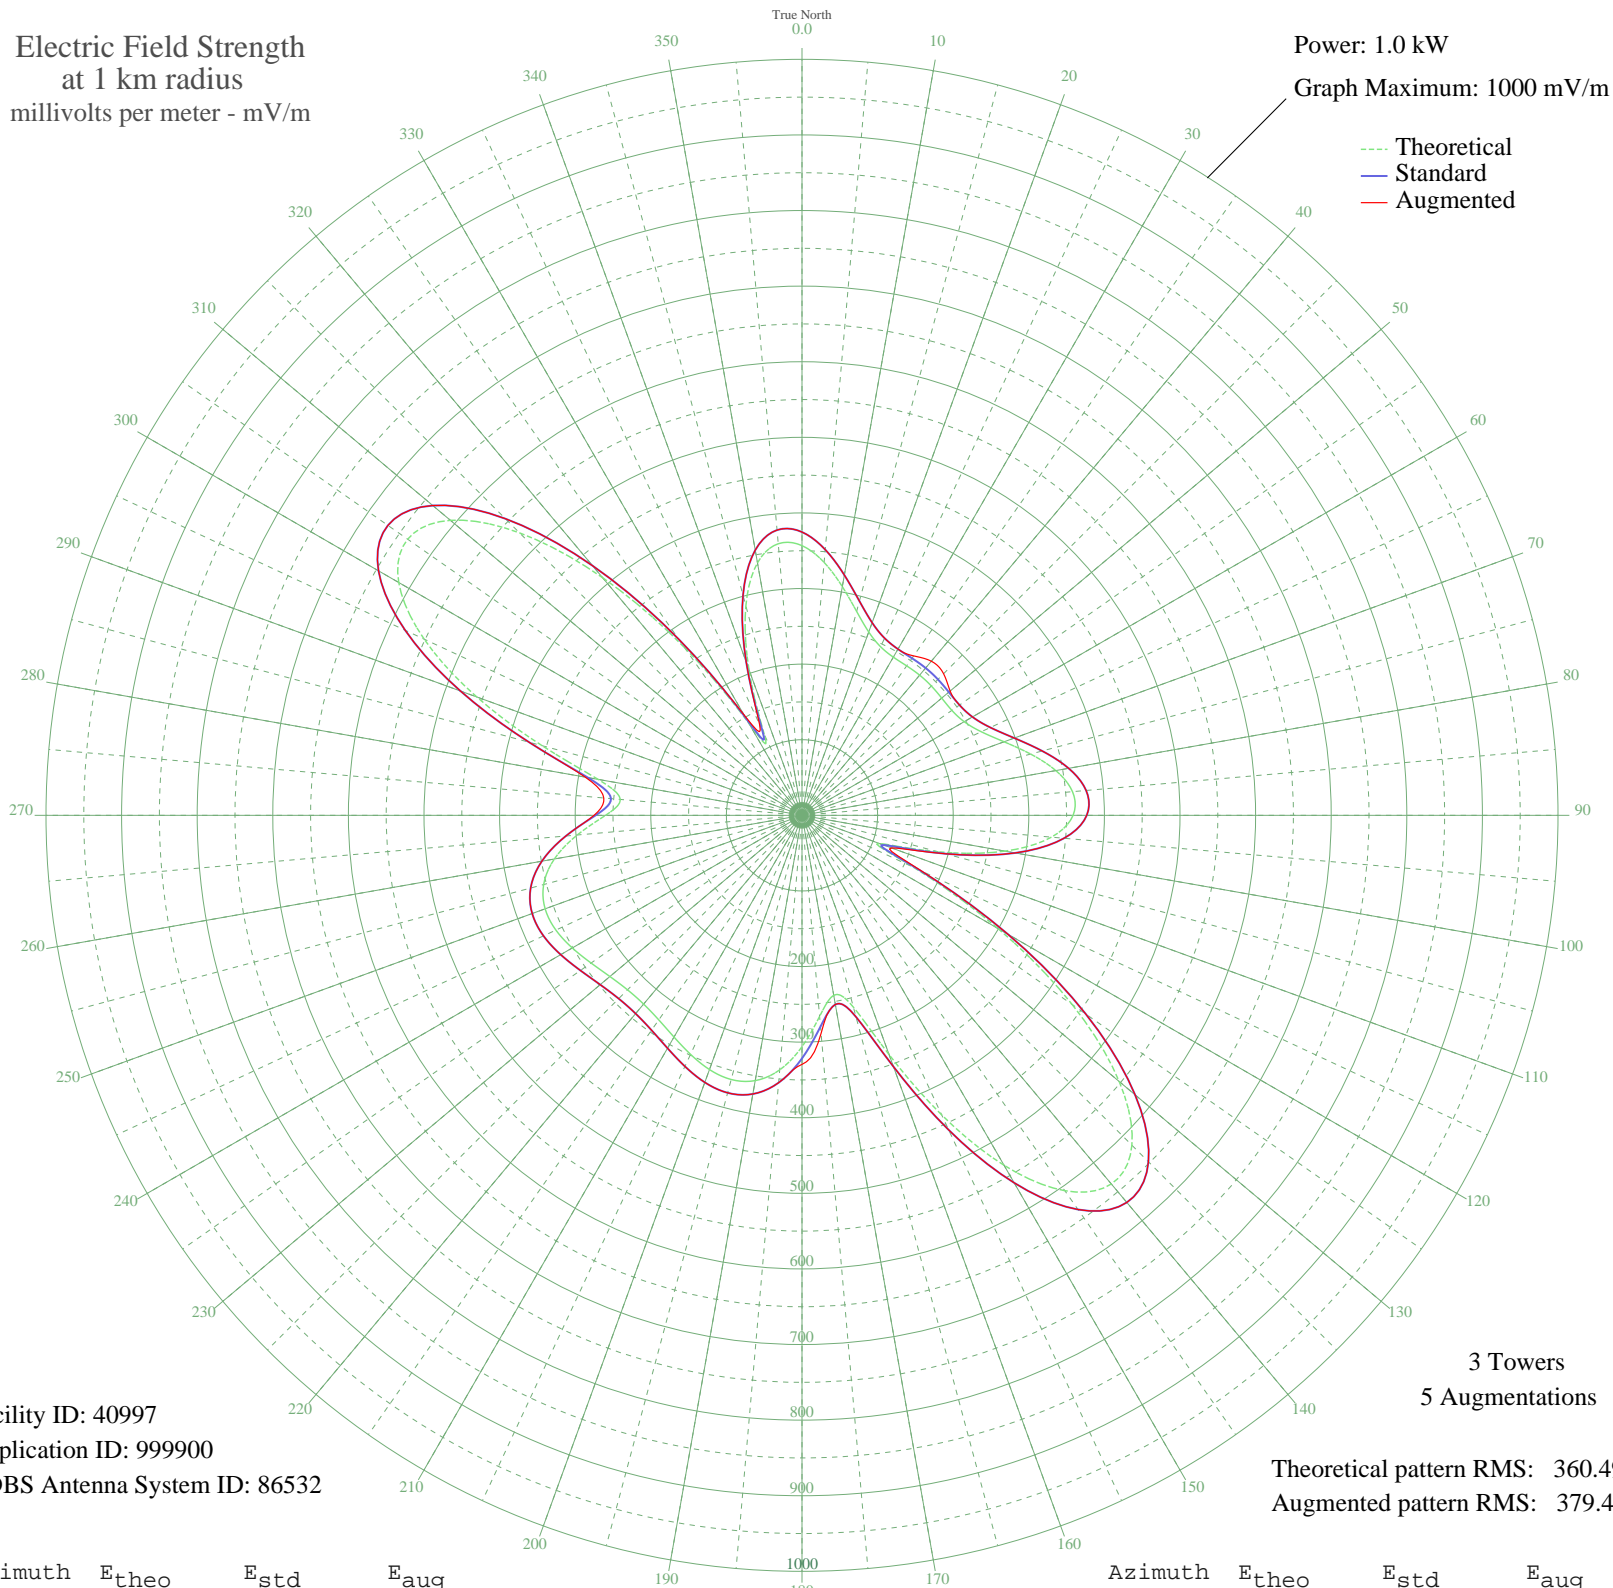 True North
0.0
Electric Field Strength
at 1 km radius
millivolts per meter - mV/m
Power: 1.0 kW
Graph Maximum: 1000 mV/m
Theoretical
Standard
Augmented
10
20
30
40
50
60
70
80
90
100
110
120
130
140
150
160
170
190
200
210
220
230
240
250
260
270
280
290
300
310
320
330
340
350
200
300
400
500
600
700
800
900
1000
3 Towers
5 Augmentations
cility ID: 40997
plication ID: 999900
DBS Antenna System ID: 86532
Theoretical pattern RMS: 360.49
Augmented pattern RMS: 379.4
imuth Etheo Estd Eaug
Azimuth Etheo Estd Eaug